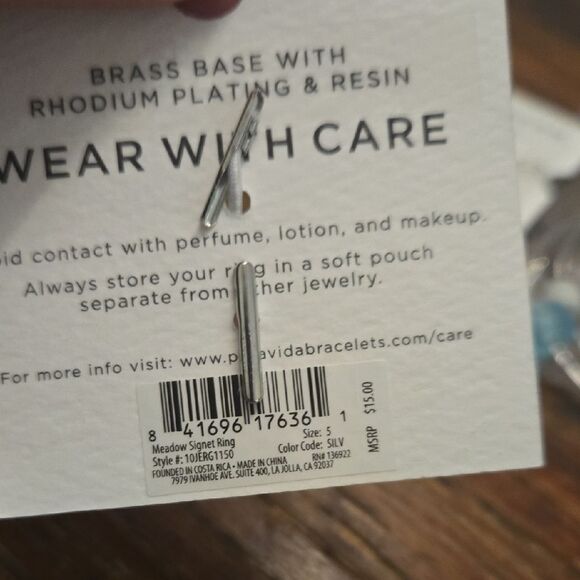 BRASS BASE WITH
RHODIUM PLATING & RESIN
WEAR WITH CARE
contact with perfume, lotion, and makeup.
Always store your ring in a soft pouch
separate from other jewelry.
For more info visit: www.puravidabracelets.com/care
8 41696 17636 1
Meadow Signet Ring Size: 5
Style #: 10JERG1150 Color Code: SILV
FOUNDED IN COSTA RICA • MADE IN CHINA RN# 136922
7979 IVANHOE AVE. SUITE 400, LA JOLLA, CA 92037
MSRP $15.00